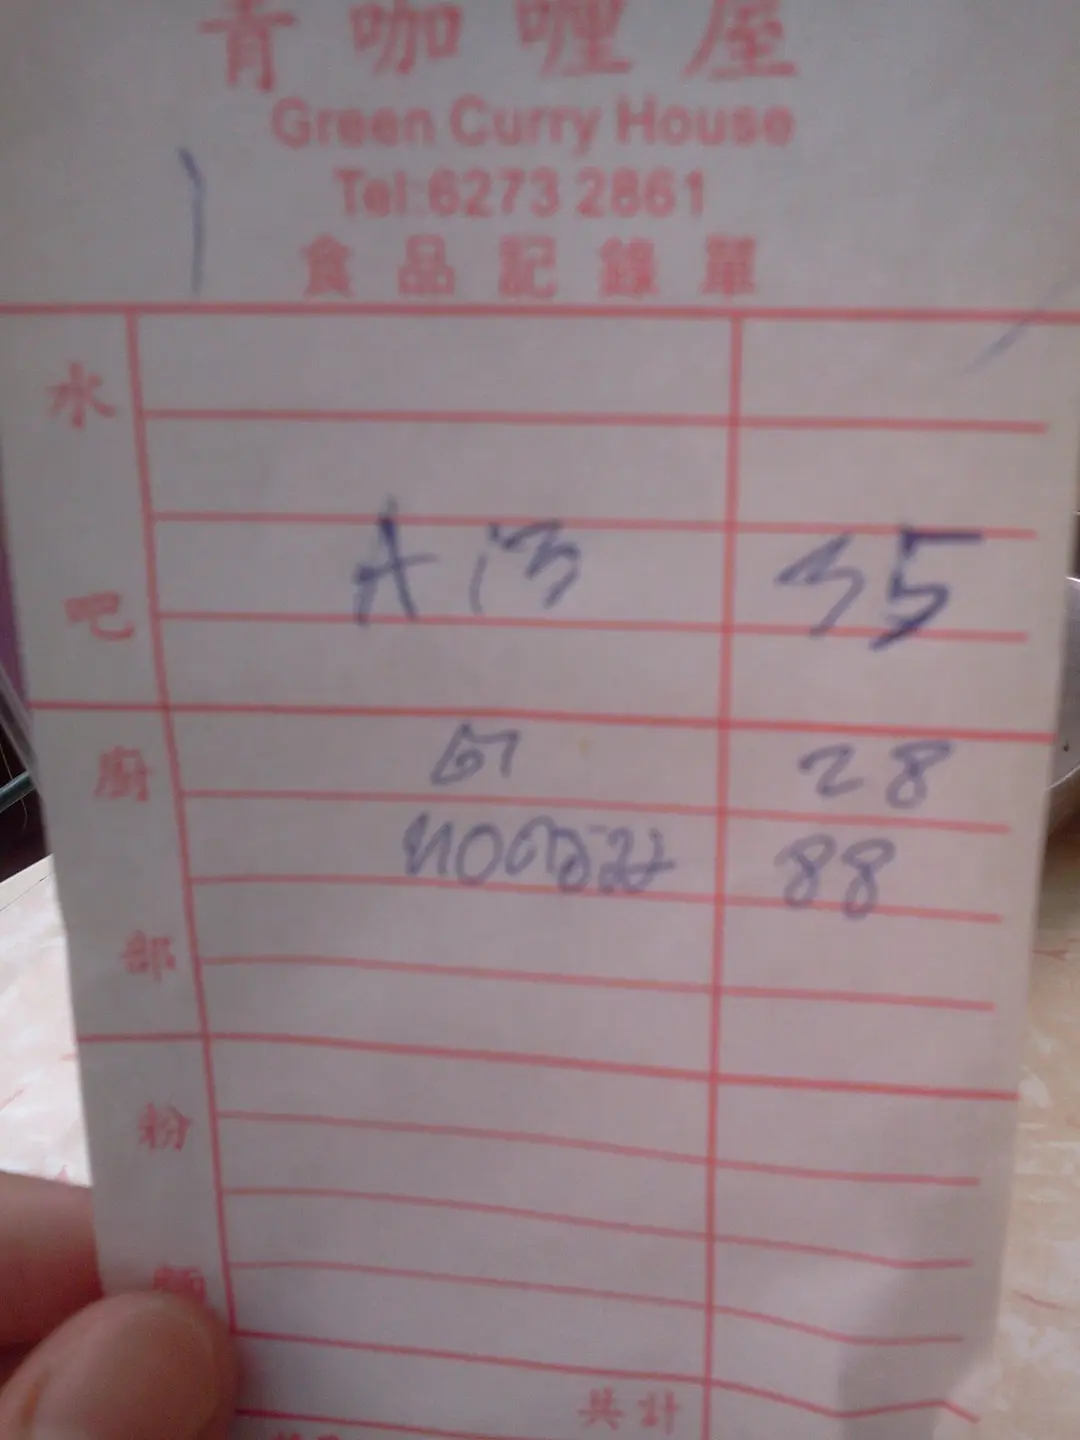 青咖喱屋
Green Curry House
Tel:6273 2861
食品記錄單
水吧
35
廚部
28
88
粉麵
共計